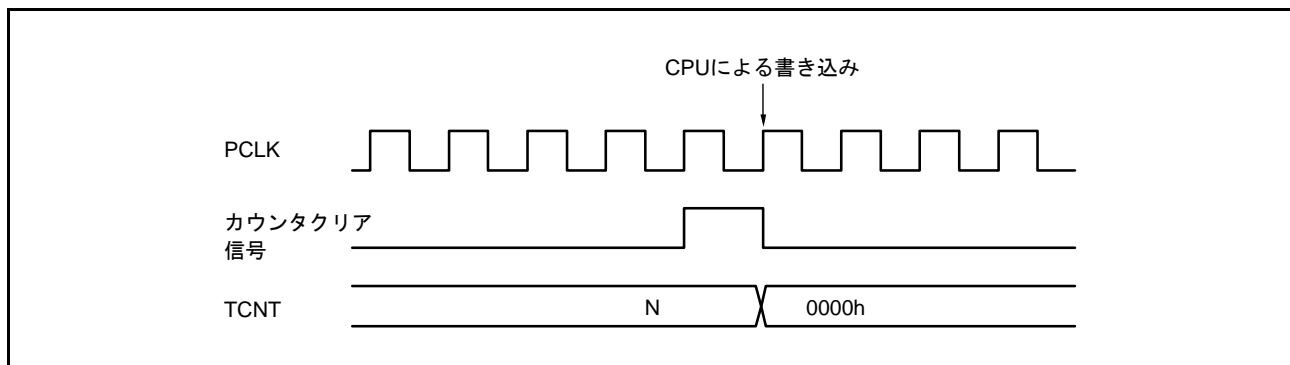 CPUによる書き込み
PCLK
カウンタクリア
信号
TCNT
N
0000h